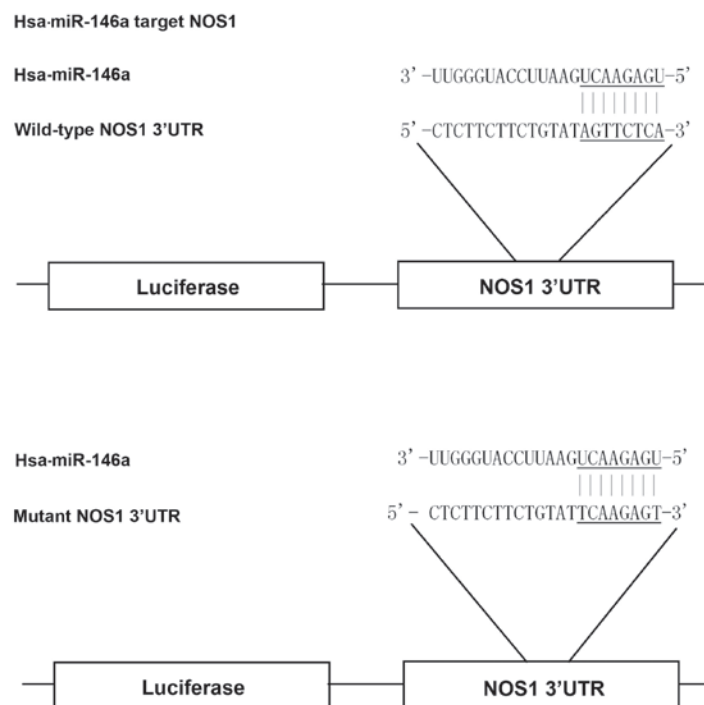 Hsa-miR-146a target NOS1
Hsa-miR-146a 3'-UUGGGUACCUUAAGUCAAGAGU-5'
Wild-type NOS1 3'UTR 5'-CTCTTCTTCTGTATAGTTCTCA-3'
Luciferase NOS1 3'UTR
Hsa-miR-146a 3'-UUGGGUACCUUAAGUCAAGAGU-5'
Mutant NOS1 3'UTR 5'- CTCTTCTTCTGTATTCAAGAGT-3'
Luciferase NOS1 3'UTR